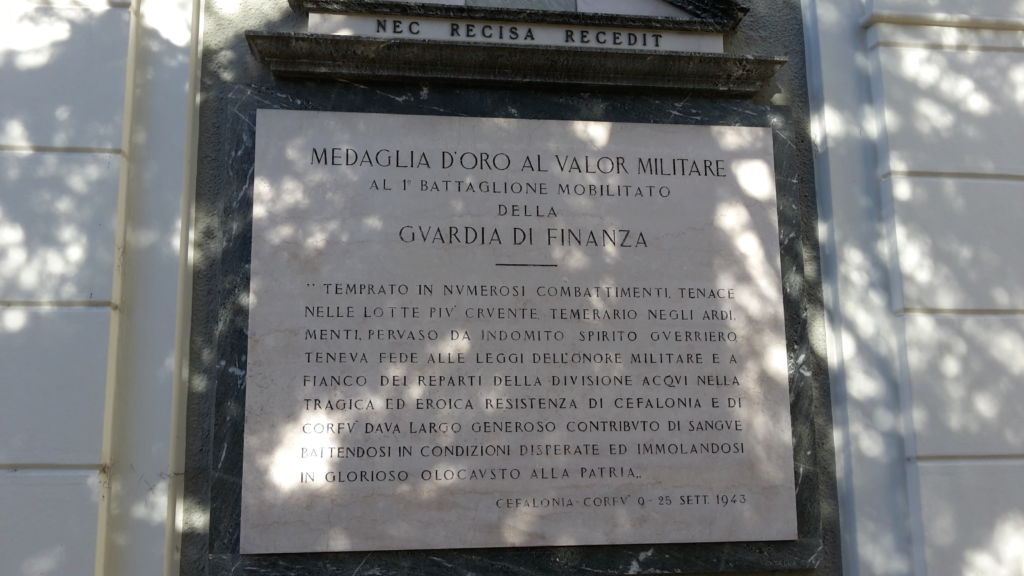 NEC RECISA RECEDIT
MEDAGLIA D'ORO AL VALOR MILITARE
AL 1° BATTAGLIONE MOBILITATO
DELLA
GVARDIA DI FINANZA
" TEMPRATO IN NVMEROSI COMBATTIMENTI, TENACE
NELLE LOTTE PIV' CRVENTE, TEMERARIO NEGLI ARDI.
MENTI, PERVASO DA INDOMITO SPIRITO GVERRIERO
TENEVA FEDE ALLE LEGGI DELL'ONORE MILITARE E A
FIANCO DEI REPARTI DELLA DIVISIONE ACQVI NELLA
TRAGICA ED EROICA RESISTENZA DI CEFALONIA E DI
CORFV' DAVA LARGO GENEROSO CONTRIBVTO DI SANGVE
BATTENDOSI IN CONDIZIONI DISPERATE ED IMMOLANDOSI
IN GLORIOSO OLOCAVSTO ALLA PATRIA„
CEFALONIA - CORFV' 9 - 25 SETT. 1943